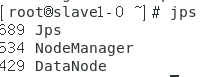 [root@slave1-0 ~]# jps
689 Jps
534 NodeManager
429 DataNode